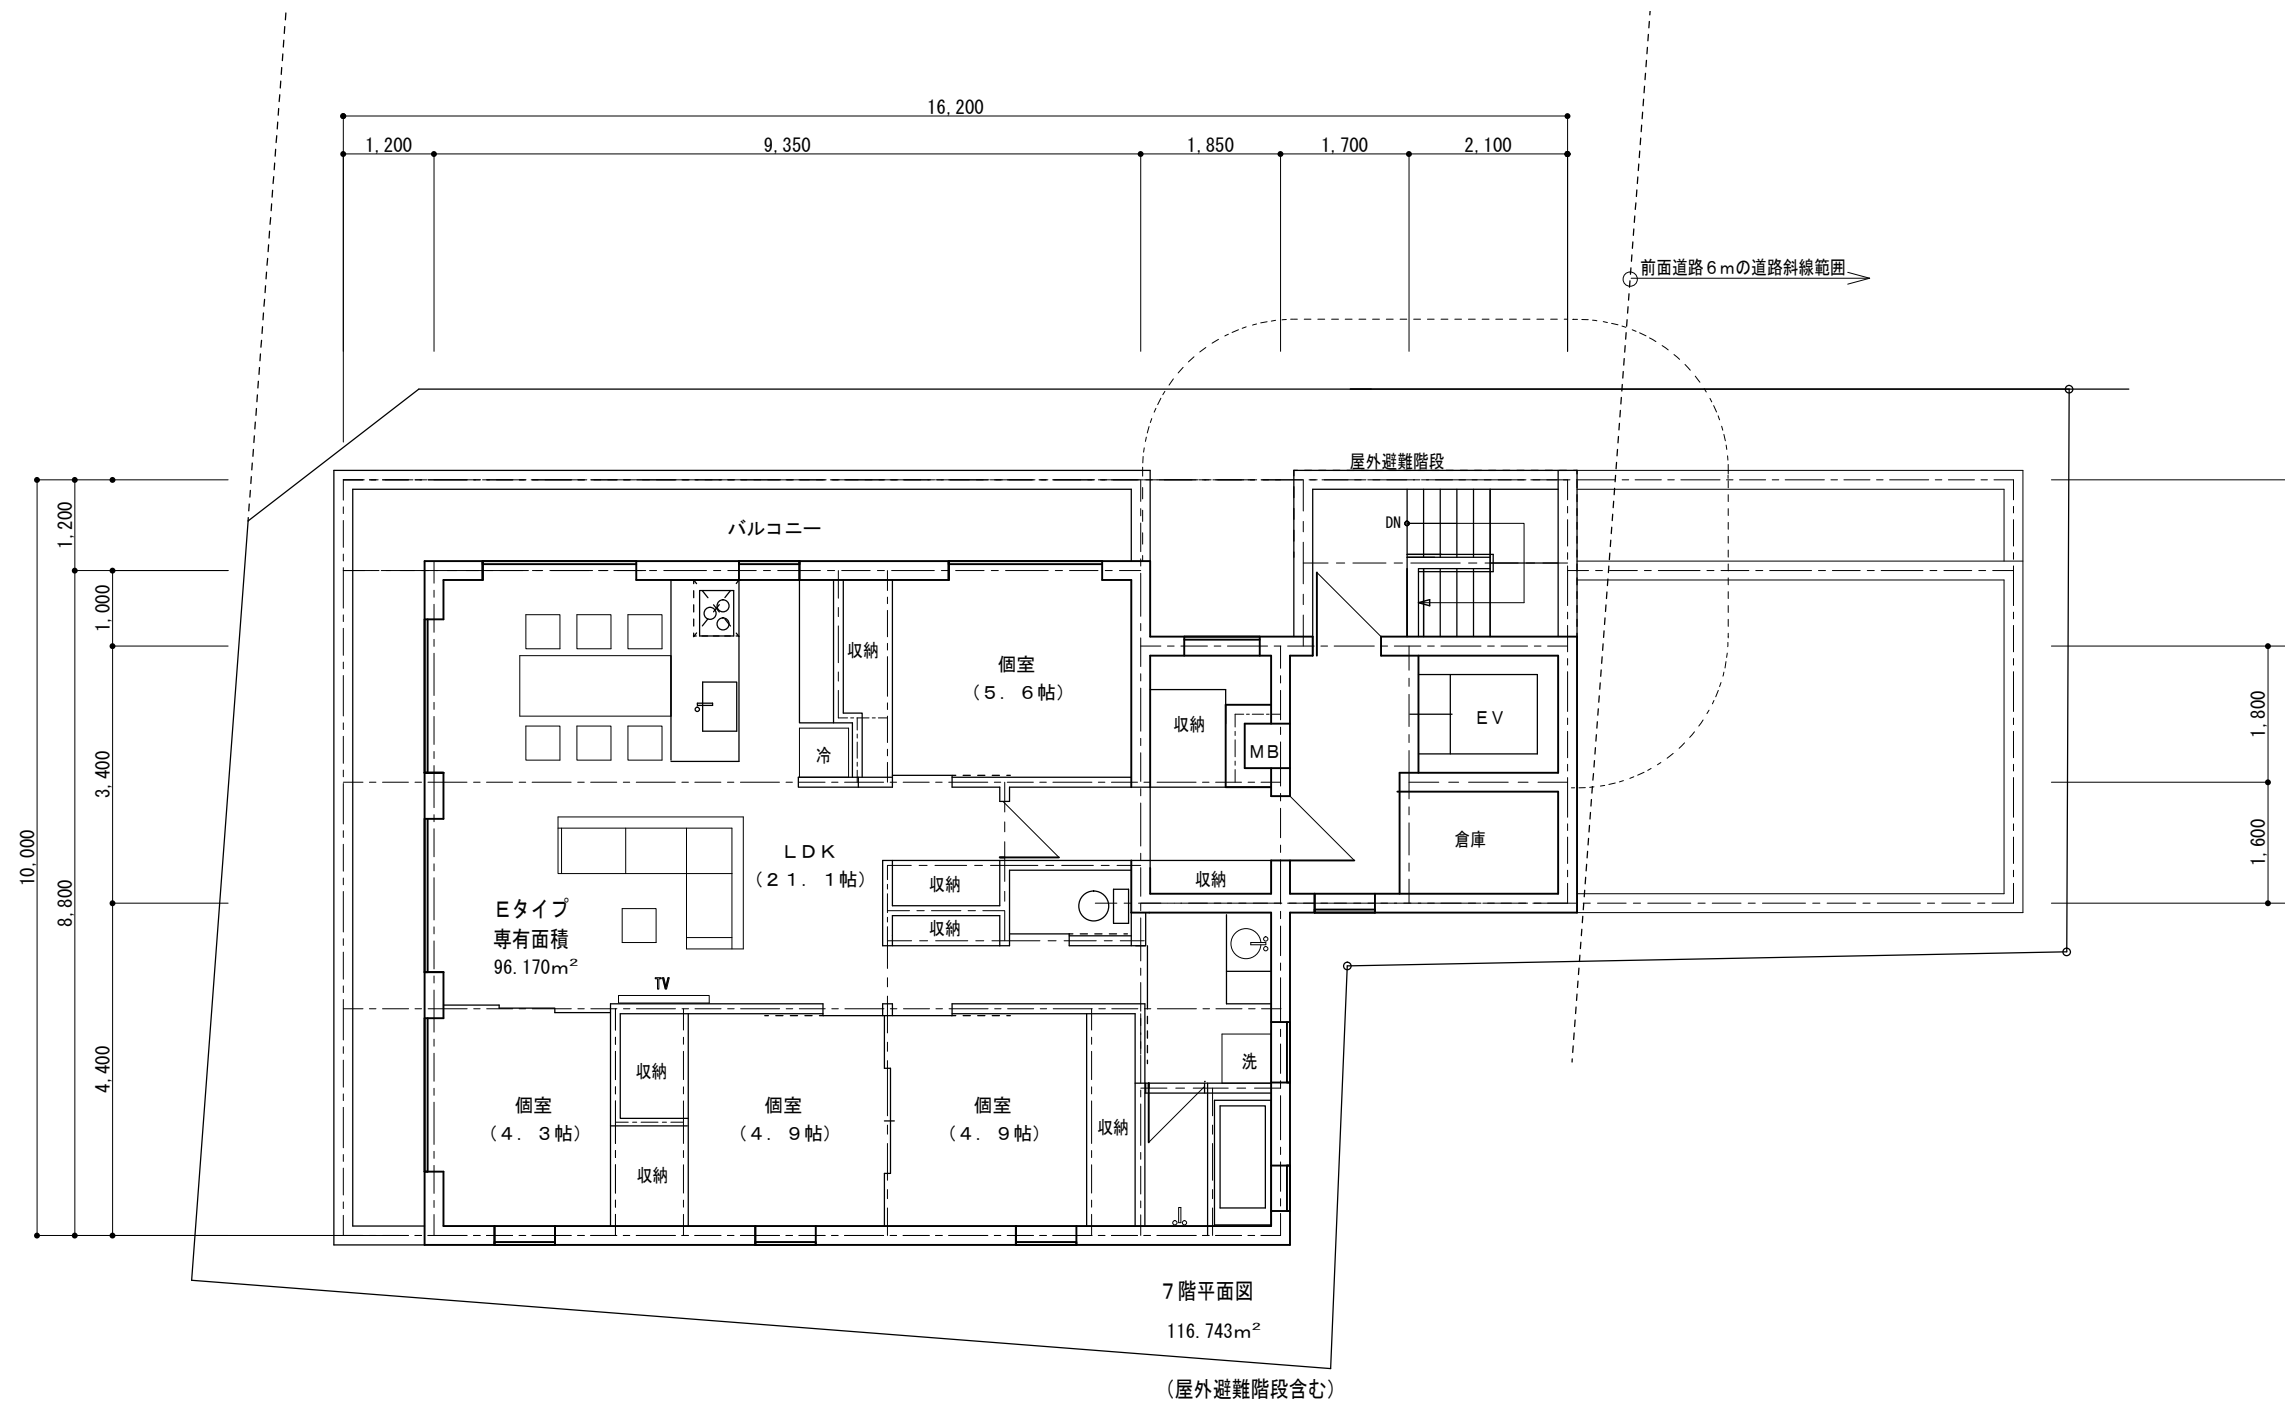 16,200
1,200
9,350
1,850
1,700
2,100
前面道路６ｍの道路斜線範囲
屋外避難階段
DN
バルコニー
1,200
1,000
3,400
10,000
8,800
4,400
収納
個室
（５．６帖）
冷
収納
ＭＢ
ＥＶ
1,800
1,600
倉庫
ＬＤＫ
（２１．１帖）
収納
収納
収納
Ｅタイプ
専有面積
96.170㎡
TV
洗
収納
収納
個室
（４．３帖）
個室
（４．９帖）
個室
（４．９帖）
収納
７階平面図
116.743㎡
（屋外避難階段含む）